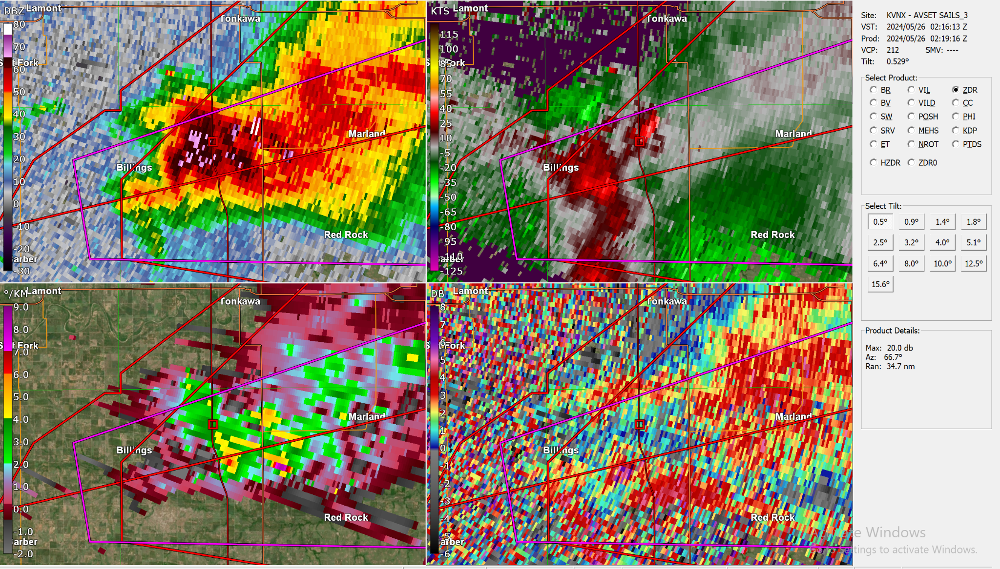 DBZ
Lamont
Tonkawa
80
70
60
50
40
30
20
10
0
-10
-20
-30
Fork
Billings
Marland
Red Rock
arber
KTS
Lamont
Tonkawa
115
100
85
70
55
40
25
10
-5
-20
-35
-50
-65
-80
-95
-110
-125
Fork
Billings
Marland
Red Rock
arber
°/KM
Lamont
Tonkawa
9.0
8.0
7.0
6.0
5.0
4.0
3.0
2.0
1.0
0.0
-1.0
-2.0
Fork
Billings
Marland
Red Rock
arber
DB
Lamont
Tonkawa
8
7
6
5
4
3
2
1
0
-1
-2
-3
-4
-5
-6
Fork
Billings
Marland
Red Rock
arber
Site: KVNX - AVSET SAILS_3
VST: 2024/05/26 02:16:13 Z
Prod: 2024/05/26 02:19:16 Z
VCP: 212 SMV: ----
Tilt: 0.529°
Select Product:
BR VIL ZDR
BV VILD CC
SW POSH PHI
SRV MEHS KDP
ET NROT PTDS
HZDR ZDR0
Select Tilt:
0.5° 0.9° 1.4° 1.8°
2.5° 3.2° 4.0° 5.1°
6.4° 8.0° 10.0° 12.5°
15.6°
Product Details:
Max: 20.0 db
Az: 66.7°
Ran: 34.7 nm
Activate Windows
Go to Settings to activate Windows.